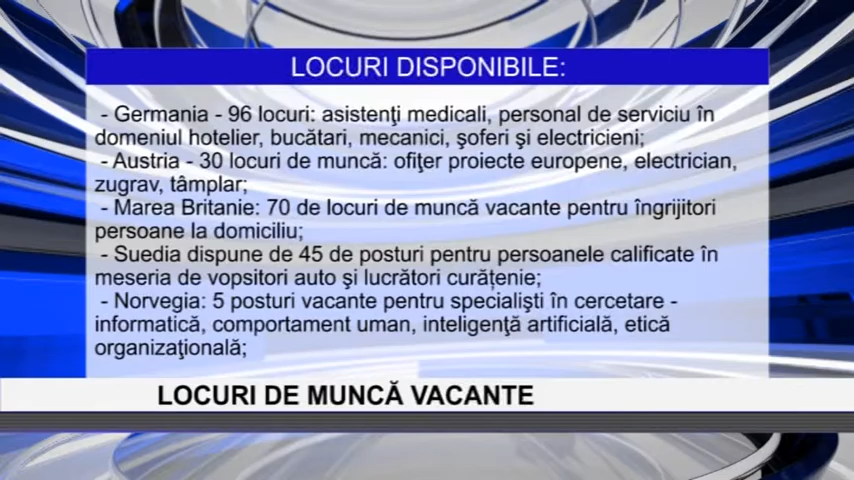 LOCURI DISPONIBILE:
- Germania - 96 locuri: asistenţi medicali, personal de serviciu în
domeniul hotelier, bucătari, mecanici, şoferi şi electricieni;
- Austria - 30 locuri de muncă: ofiţer proiecte europene, electrician,
zugrav, tâmplar;
- Marea Britanie: 70 de locuri de muncă vacante pentru îngrijitori
persoane la domiciliu;
- Suedia dispune de 45 de posturi pentru persoanele calificate în
meseria de vopsitori auto şi lucrători curățenie;
- Norvegia: 5 posturi vacante pentru specialişti în cercetare -
informatică, comportament uman, inteligenţă artificială, etică
organizaţională;
LOCURI DE MUNCĂ VACANTE